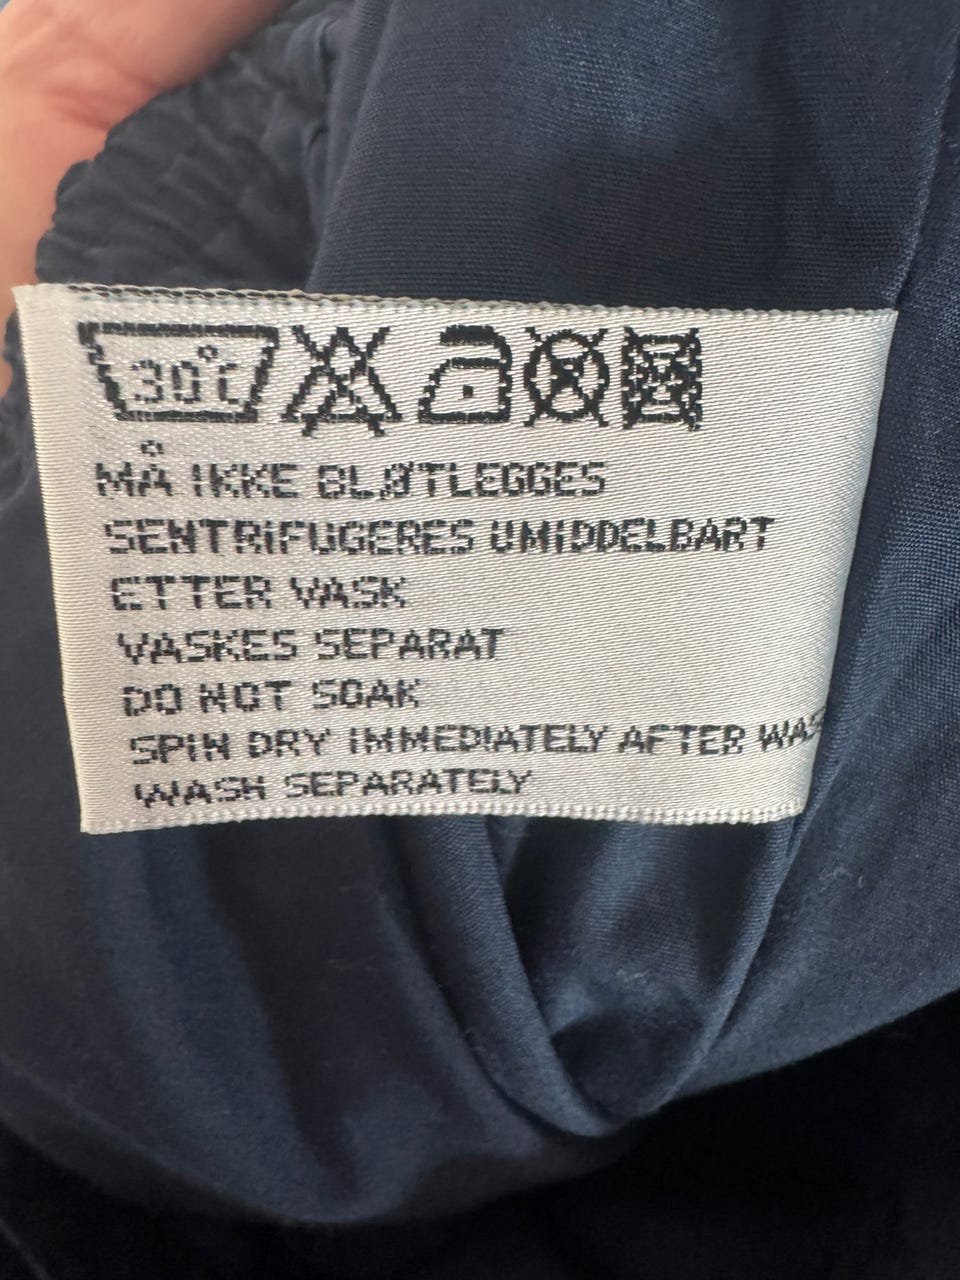 30°C
MÅ IKKE BLØTLEGGES
SENTRIFUGERES UMIDDELBART
ETTER VASK
VASKES SEPARAT
DO NOT SOAK
SPIN DRY IMMEDIATELY AFTER
WASH SEPARATELY